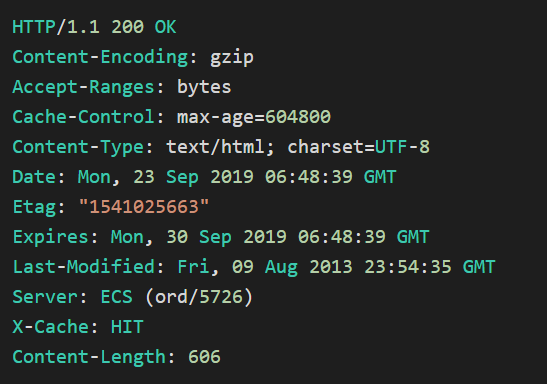 HTTP/1.1 200 OK
Content-Encoding: gzip
Accept-Ranges: bytes
Cache-Control: max-age=604800
Content-Type: text/html; charset=UTF-8
Date: Mon, 23 Sep 2019 06:48:39 GMT
Etag: "1541025663"
Expires: Mon, 30 Sep 2019 06:48:39 GMT
Last-Modified: Fri, 09 Aug 2013 23:54:35 GMT
Server: ECS (ord/5726)
X-Cache: HIT
Content-Length: 606